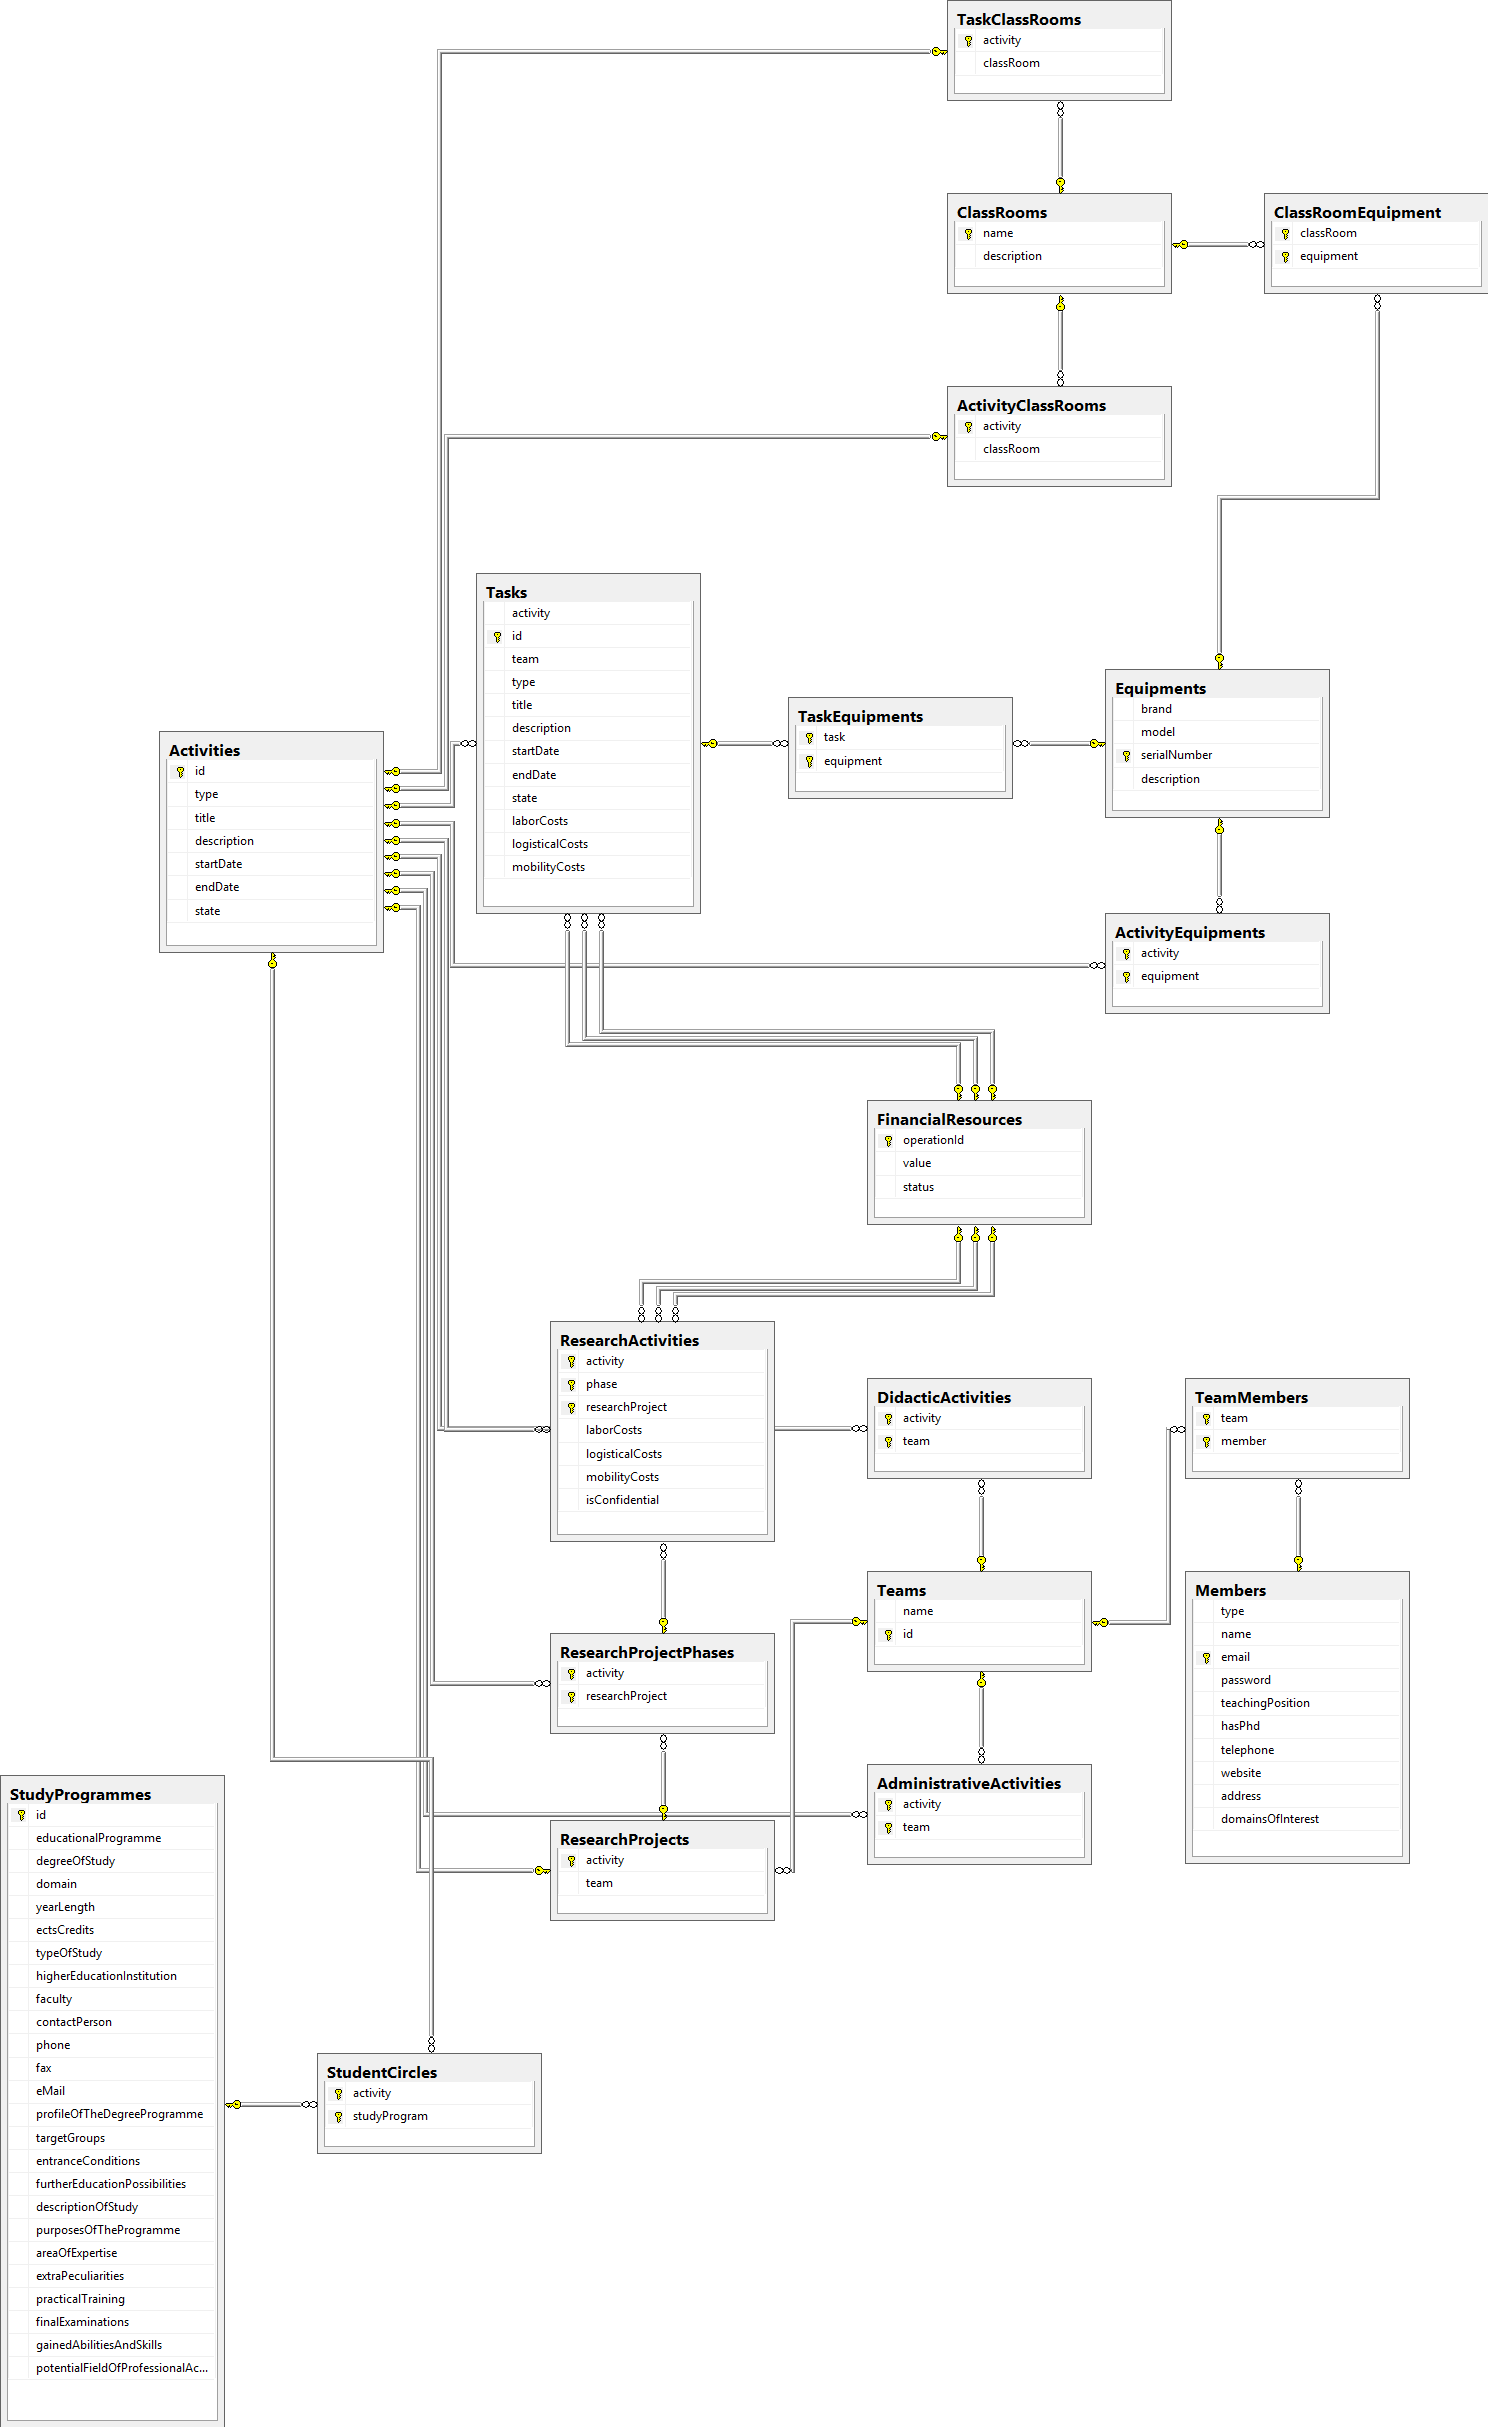 TaskClassRooms
activity
classRoom
ClassRooms
name
description
ClassRoomEquipment
classRoom
equipment
ActivityClassRooms
activity
classRoom
Tasks
activity
id
team
type
title
description
startDate
endDate
state
laborCosts
logisticalCosts
mobilityCosts
TaskEquipments
task
equipment
Equipments
brand
model
serialNumber
description
Activities
id
type
title
description
startDate
endDate
state
ActivityEquipments
activity
equipment
FinancialResources
operationId
value
status
ResearchActivities
activity
phase
researchProject
laborCosts
logisticalCosts
mobilityCosts
isConfidential
DidacticActivities
activity
team
TeamMembers
team
member
Teams
name
id
Members
type
name
email
password
teachingPosition
hasPhd
telephone
website
address
domainsOfInterest
ResearchProjectPhases
activity
researchProject
AdministrativeActivities
activity
team
ResearchProjects
activity
team
StudyProgrammes
id
educationalProgramme
degreeOfStudy
domain
yearLength
ectsCredits
typeOfStudy
higherEducationInstitution
faculty
contactPerson
phone
fax
eMail
profileOfTheDegreeProgramme
targetGroups
entranceConditions
furtherEducationPossibilities
descriptionOfStudy
purposesOfTheProgramme
areaOfExpertise
extraPeculiarities
practicalTraining
finalExaminations
gainedAbilitiesAndSkills
potentialFieldOfProfessionalAc...
StudentCircles
activity
studyProgram